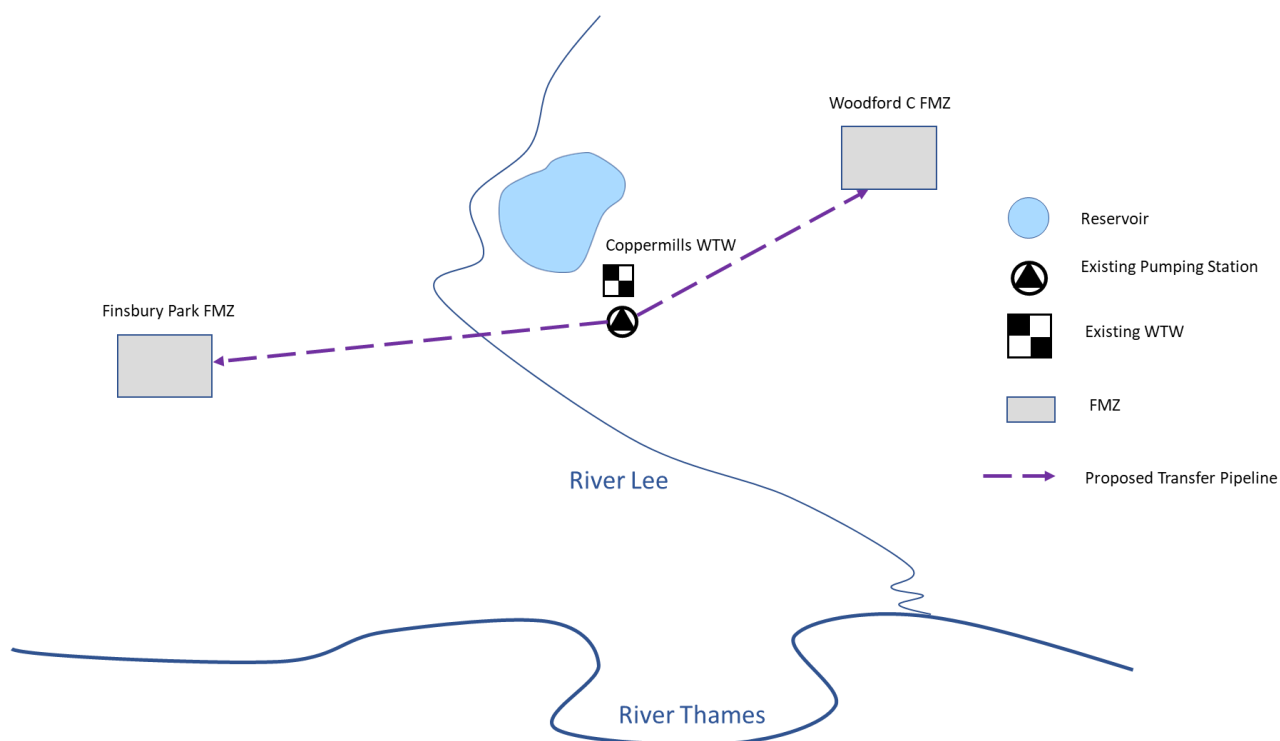 Woodford C FMZ
Reservoir
Coppermills WTW
Existing Pumping Station
Finsbury Park FMZ
Existing WTW
FMZ
River Lee
Proposed Transfer Pipeline
River Thames